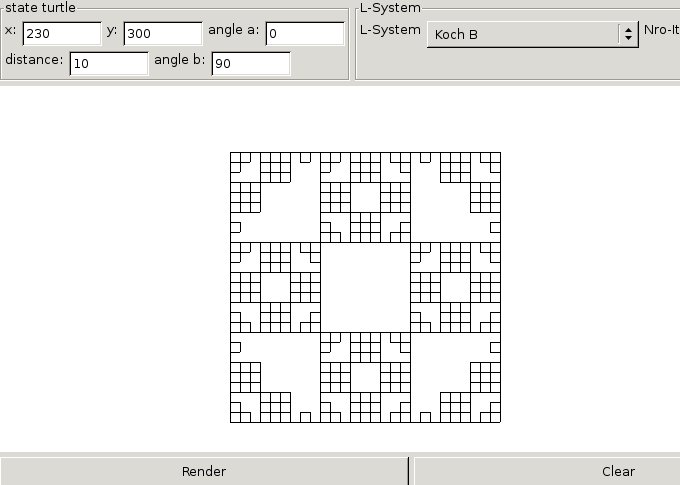 state turtle
x: 230 y: 300 angle a: 0
distance: 10 angle b: 90
L-System
L-System Koch B Nro-It
Render
Clear